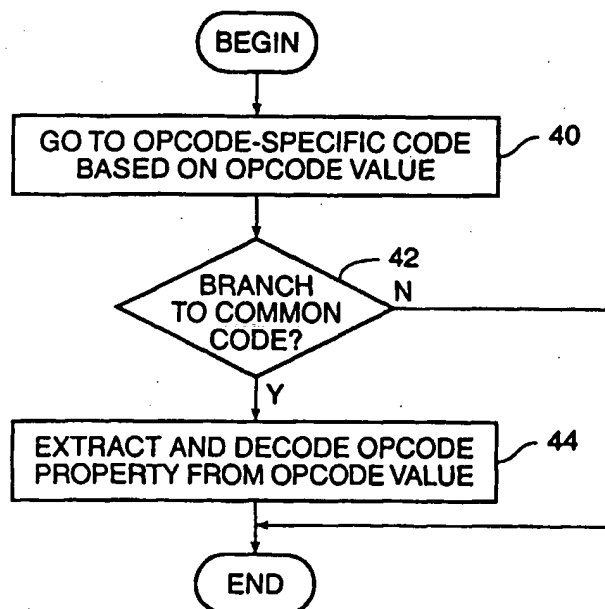 BEGIN
GO TO OPCODE-SPECIFIC CODE
BASED ON OPCODE VALUE
40
42
BRANCH
TO COMMON
CODE?
N
Y
EXTRACT AND DECODE OPCODE
PROPERTY FROM OPCODE VALUE
44
END